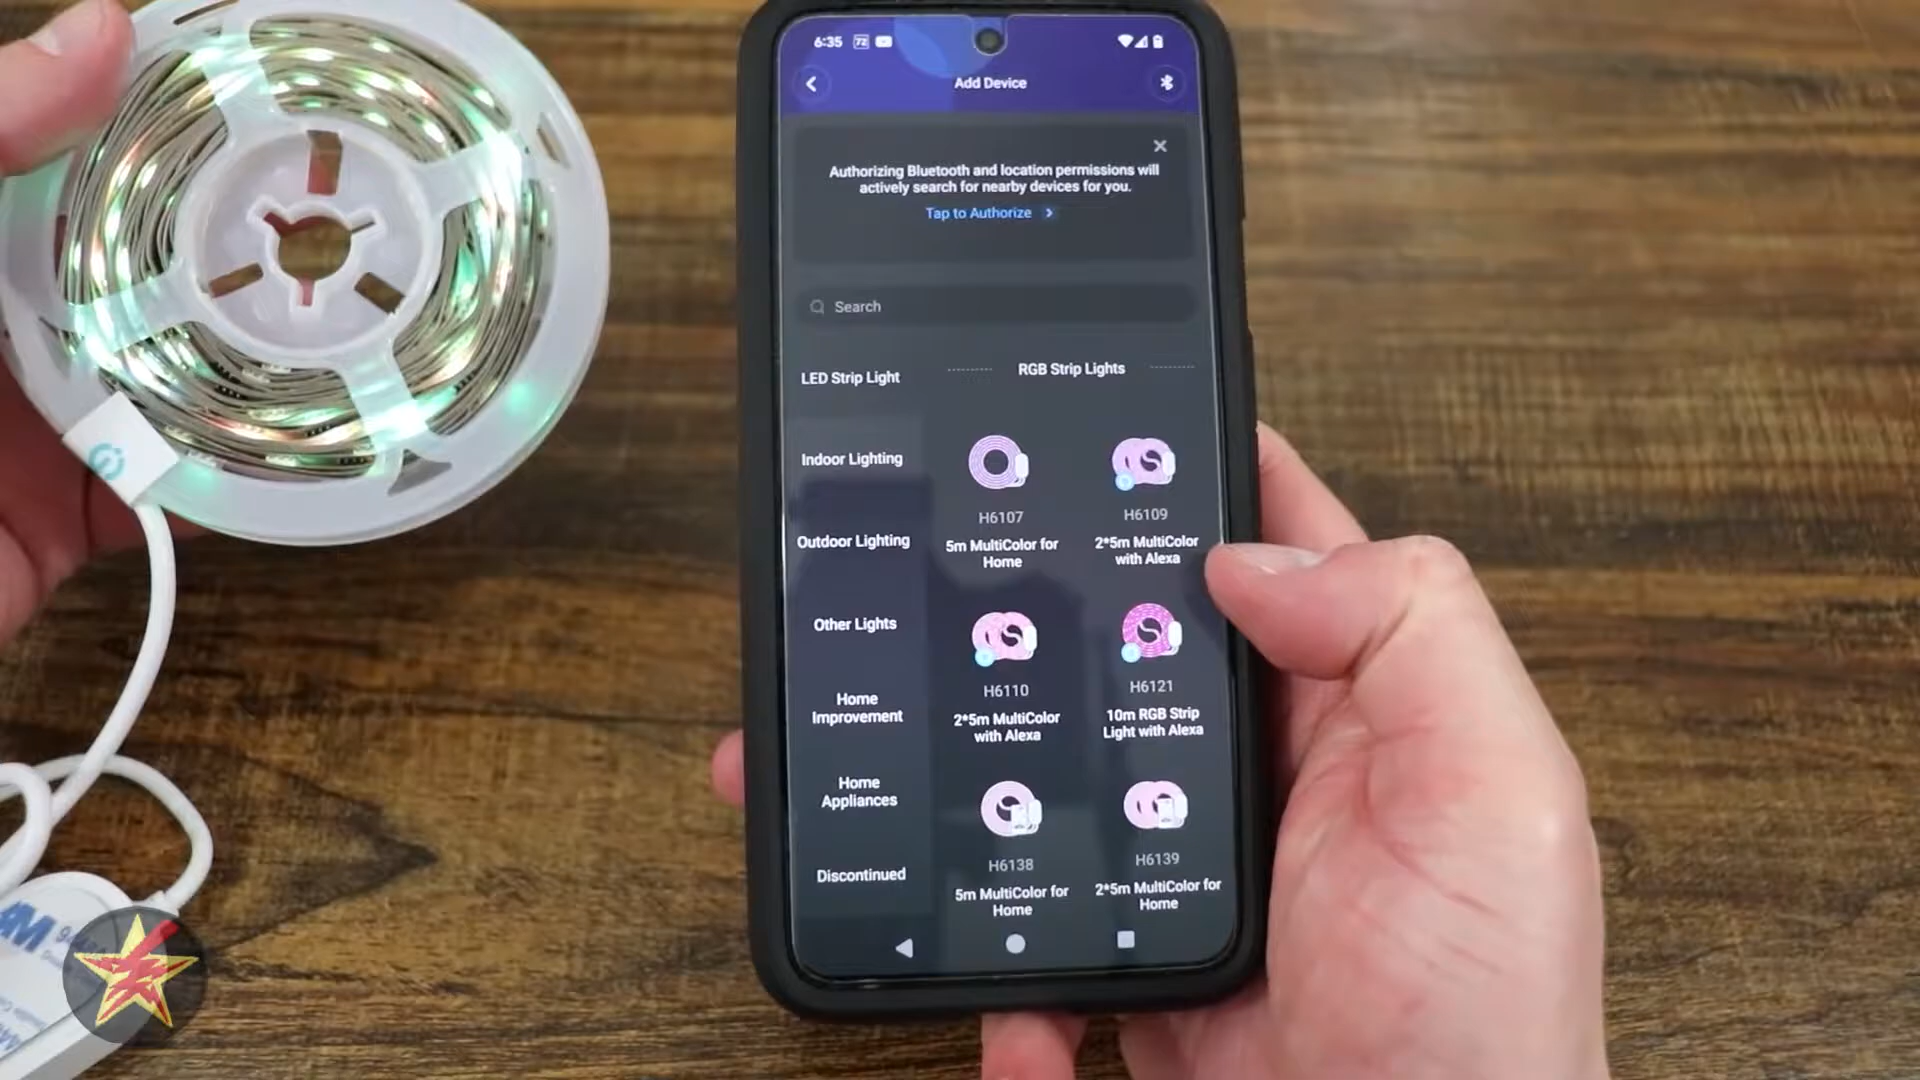 6:35
72
Add Device
Authorizing Bluetooth and location permissions will
actively search for nearby devices for you.
Tap to Authorize
Search
LED Strip Light
Indoor Lighting
Outdoor Lighting
Other Lights
Home
Improvement
Home
Appliances
Discontinued
RGB Strip Lights
H6107
5m MultiColor for
Home
H6109
2*5m MultiColor
with Alexa
H6110
2*5m MultiColor
with Alexa
H6121
10m RGB Strip
Light with Alexa
H6138
5m MultiColor for
Home
H6139
2*5m MultiColor for
Home